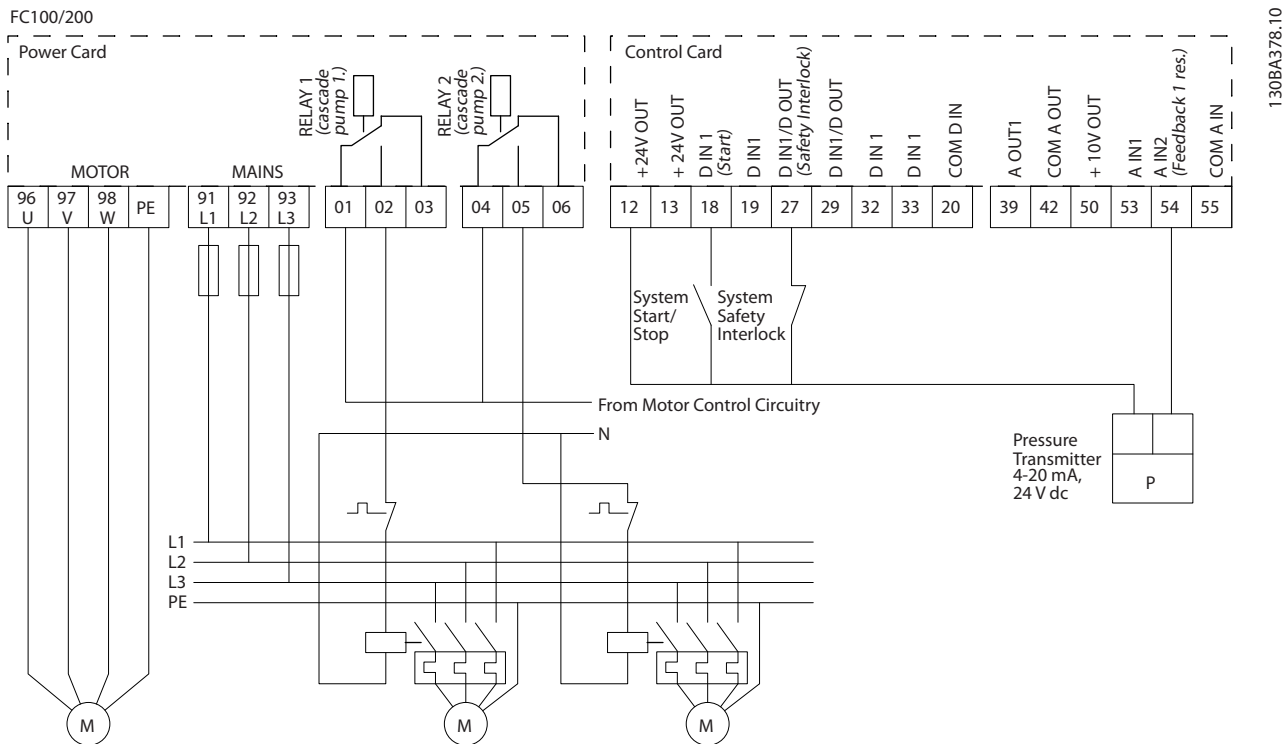 FC100/200
130BA378.10
Power Card
Control Card
RELAY 1
(cascade
pump 1.)
RELAY 2
(cascade
pump 2.)
+24V OUT
+ 24V OUT
D IN 1
(Start)
D IN1
D IN1/D OUT
(Safety Interlock)
D IN1/D OUT
D IN 1
D IN 1
COM D IN
A OUT1
COM A OUT
+ 10V OUT
A IN1
A IN2
(Feedback 1 res.)
COM A IN
MOTOR
MAINS
96
U
97
V
98
W
PE
91
L1
92
L2
93
L3
01
02
03
04
05
06
12
13
18
19
27
29
32
33
20
39
42
50
53
54
55
System
Start/
Stop
System
Safety
Interlock
From Motor Control Circuitry
N
Pressure
Transmitter
4-20 mA,
24 V dc
P
L1
L2
L3
PE
M
M
M